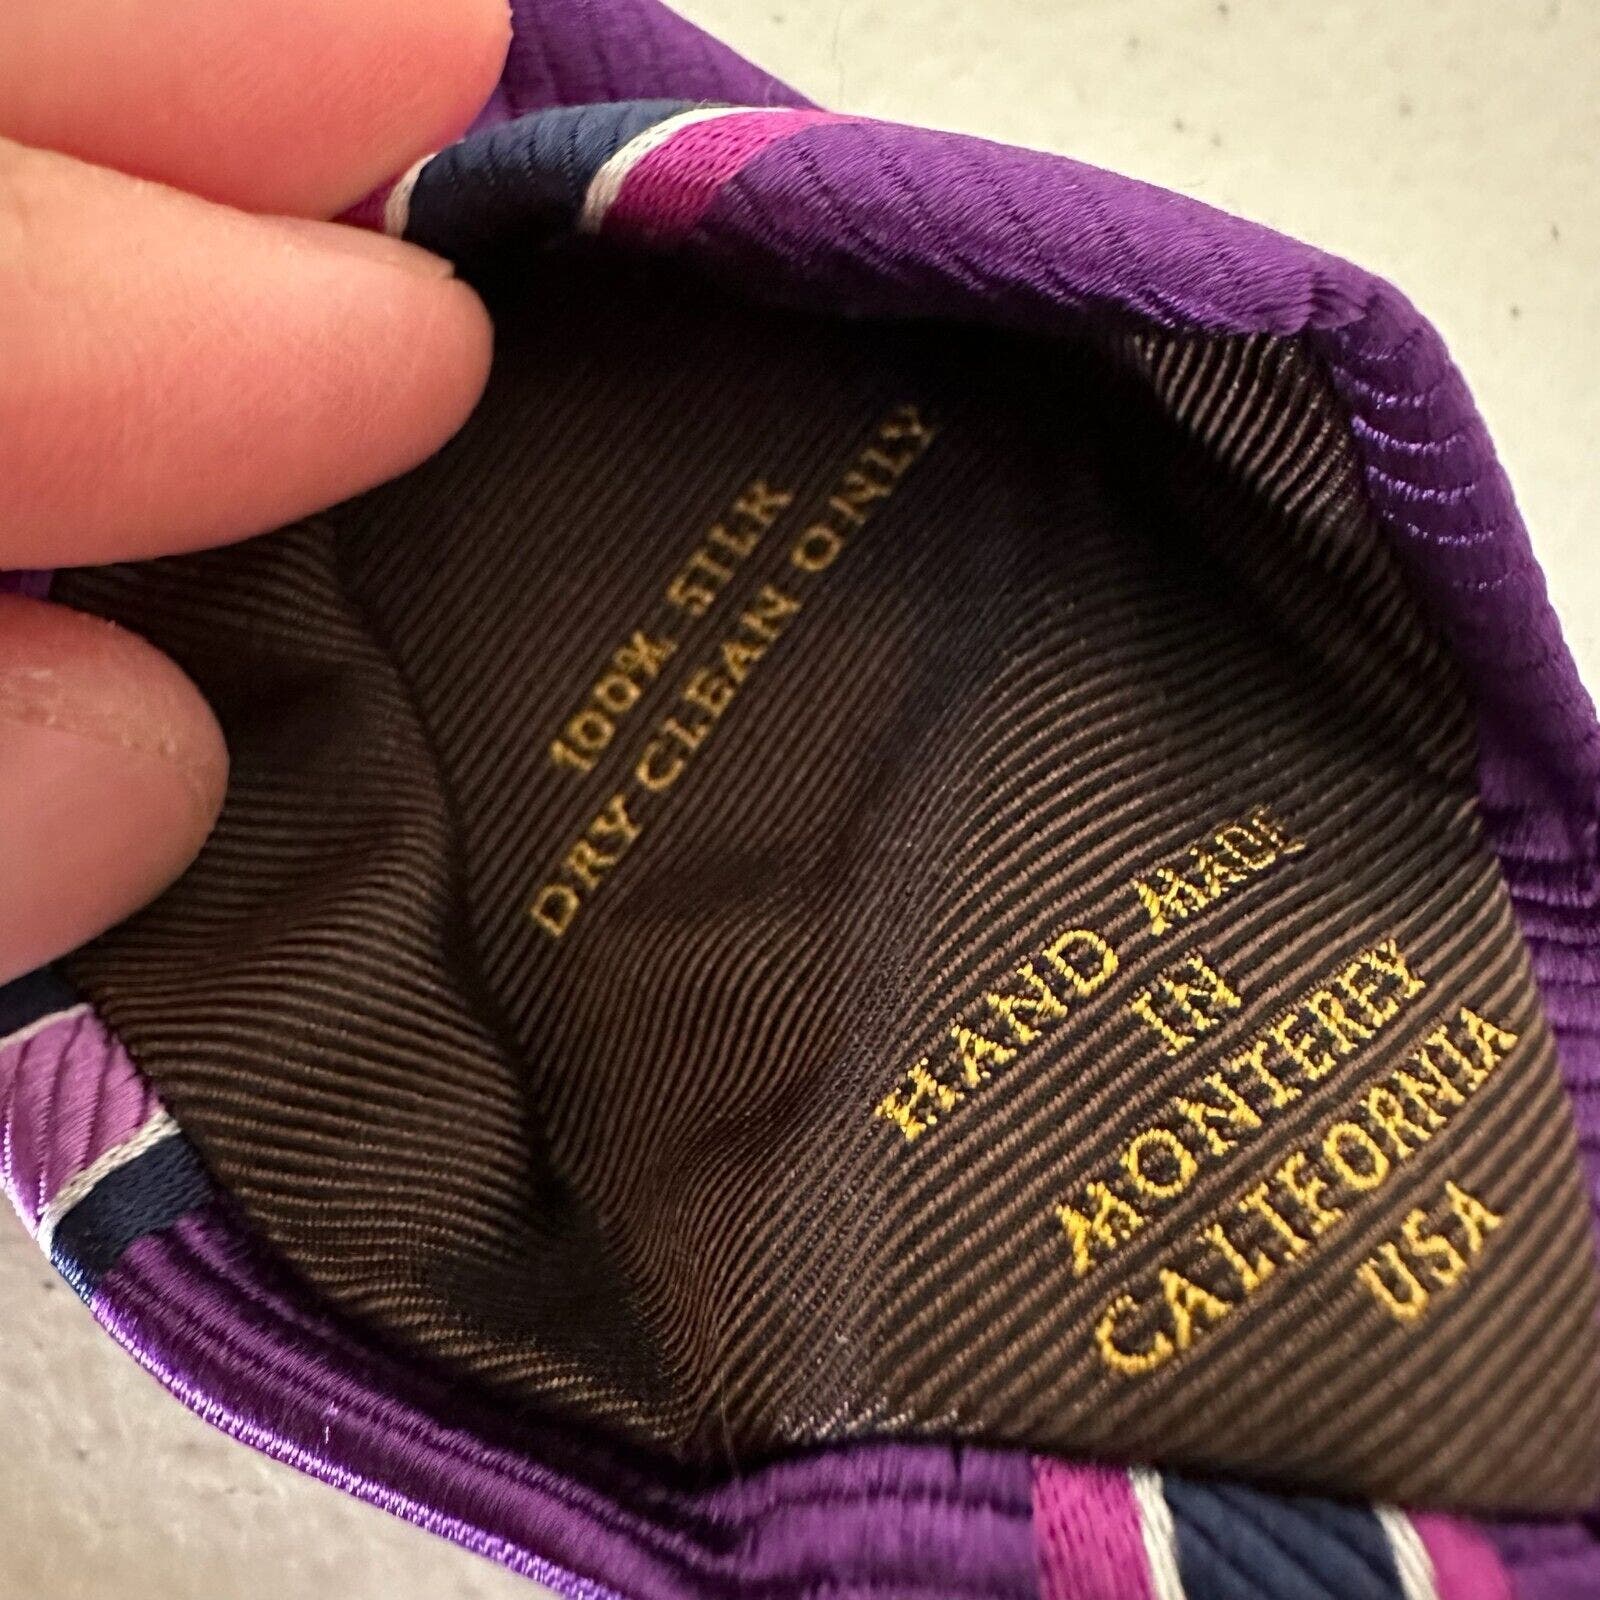 100% SILK
DRY CLEAN ONLY
HAND MADE
IN
MONTEREY
CALIFORNIA
USA